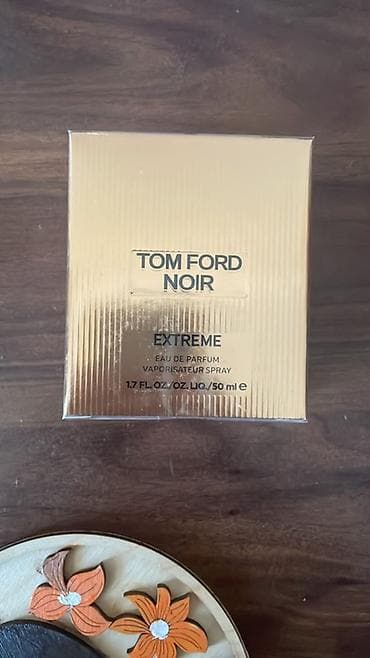 TOM FORD
NOIR
EXTREME
EAU DE PARFUM
VAPORISATEUR SPRAY
1.7 FL.OZ./OZ.LIQ./50 ml e